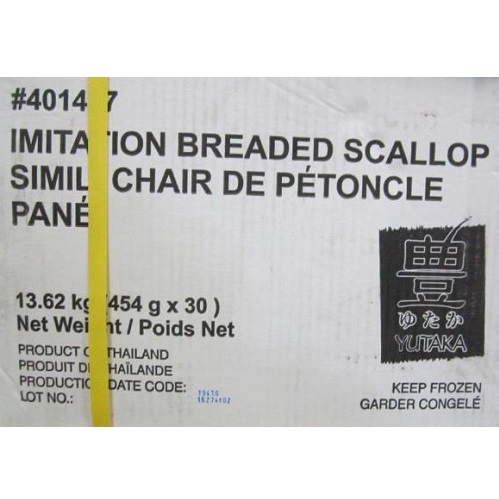 #4014 7
IMITATION BREADED SCALLOP
SIMILI CHAIR DE PÉTONCLE
PANÉ
13.62 kg (454 g x 30 )
Net Weight / Poids Net
PRODUCT OF THAILAND
PRODUIT DE THAÏLANDE
PRODUCTION DATE CODE:
LOT NO.:
豊
ゆたか
YUTAKA
KEEP FROZEN
GARDER CONGELÉ